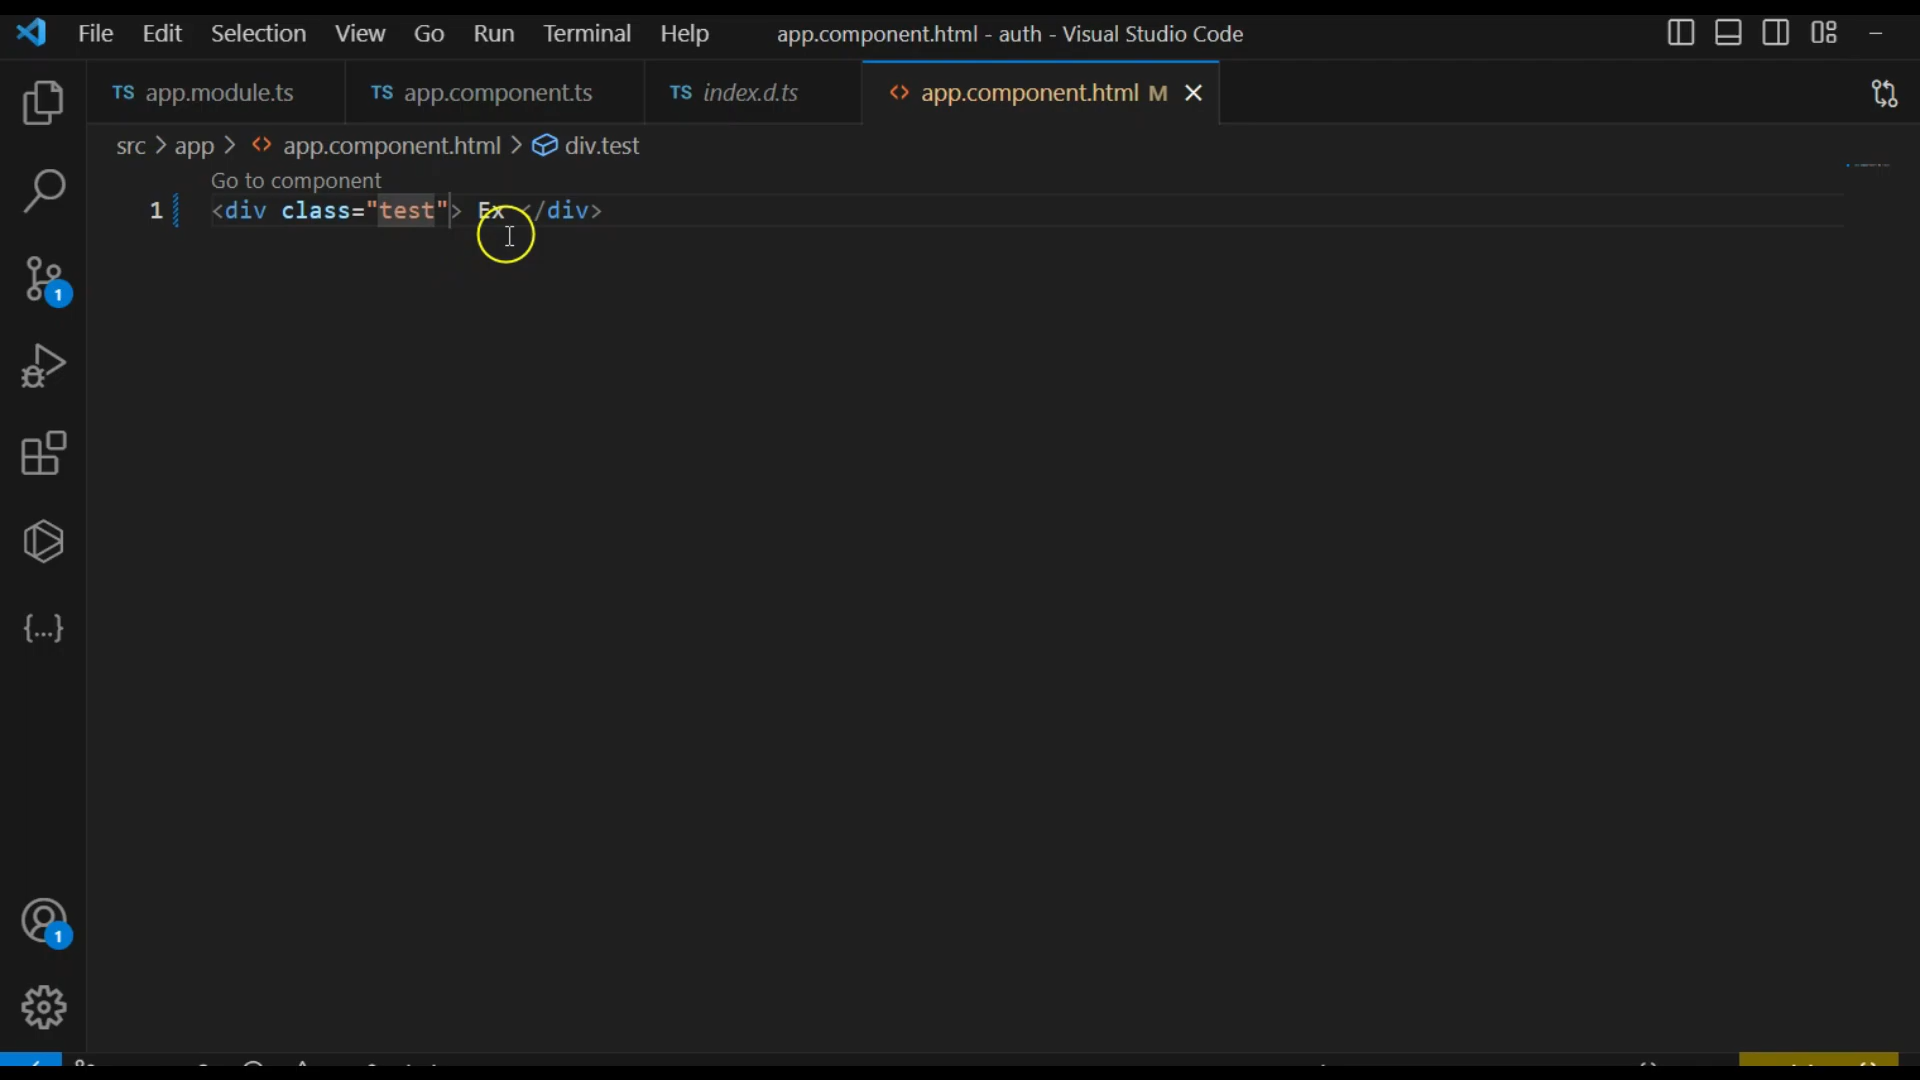 File Edit Selection View Go Run Terminal Help app.component.html - auth - Visual Studio Code
TS app.module.ts TS app.component.ts TS index.d.ts <> app.component.html M
src > app > <> app.component.html > div.test
Go to component
1 <div class="test"> Ex </div>
1
{...}
1